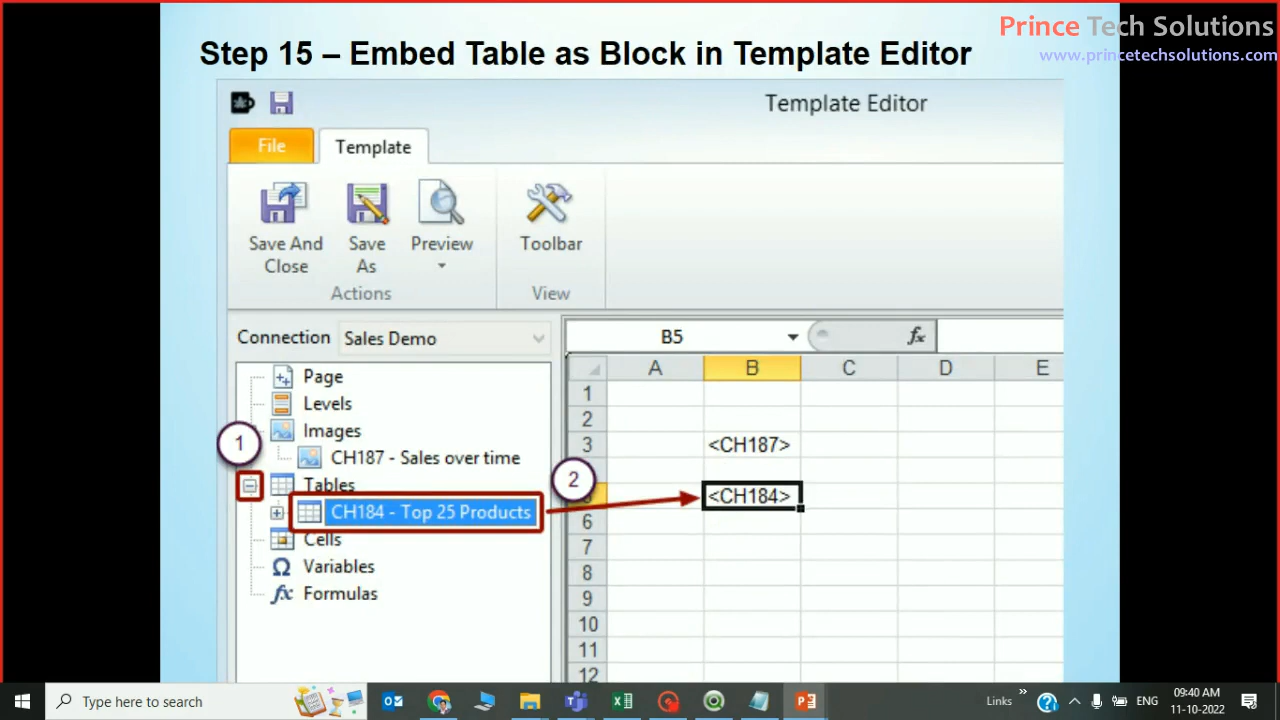 Prince Tech Solutions
www.princetechsolutions.com
Step 15 – Embed Table as Block in Template Editor
Template Editor
File
Template
Save And
Close
Save
As
Preview
Toolbar
Actions
View
Connection
Sales Demo
B5
fx
A
B
C
D
E
Page
Levels
Images
CH187 - Sales over time
Tables
CH184 - Top 25 Products
Cells
Ω Variables
fx Formulas
1
2
1
2
3
<CH187>
<CH184>
6
7
8
9
10
11
12
Type here to search
Links
ENG
09:40 AM
11-10-2022